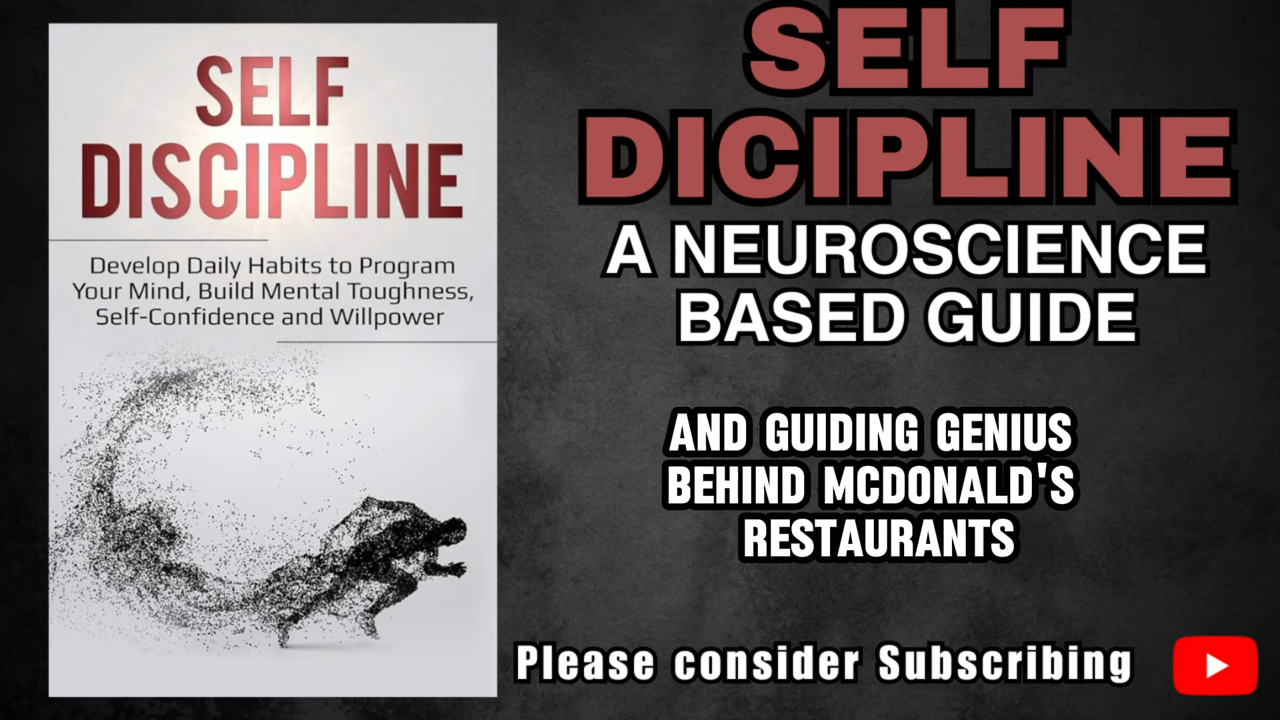 SELF
DISCIPLINE
Develop Daily Habits to Program
Your Mind, Build Mental Toughness,
Self-Confidence and Willpower
SELF
DICIPLINE
A NEUROSCIENCE
BASED GUIDE
AND GUIDING GENIUS
BEHIND MCDONALD'S
RESTAURANTS
Please consider Subscribing